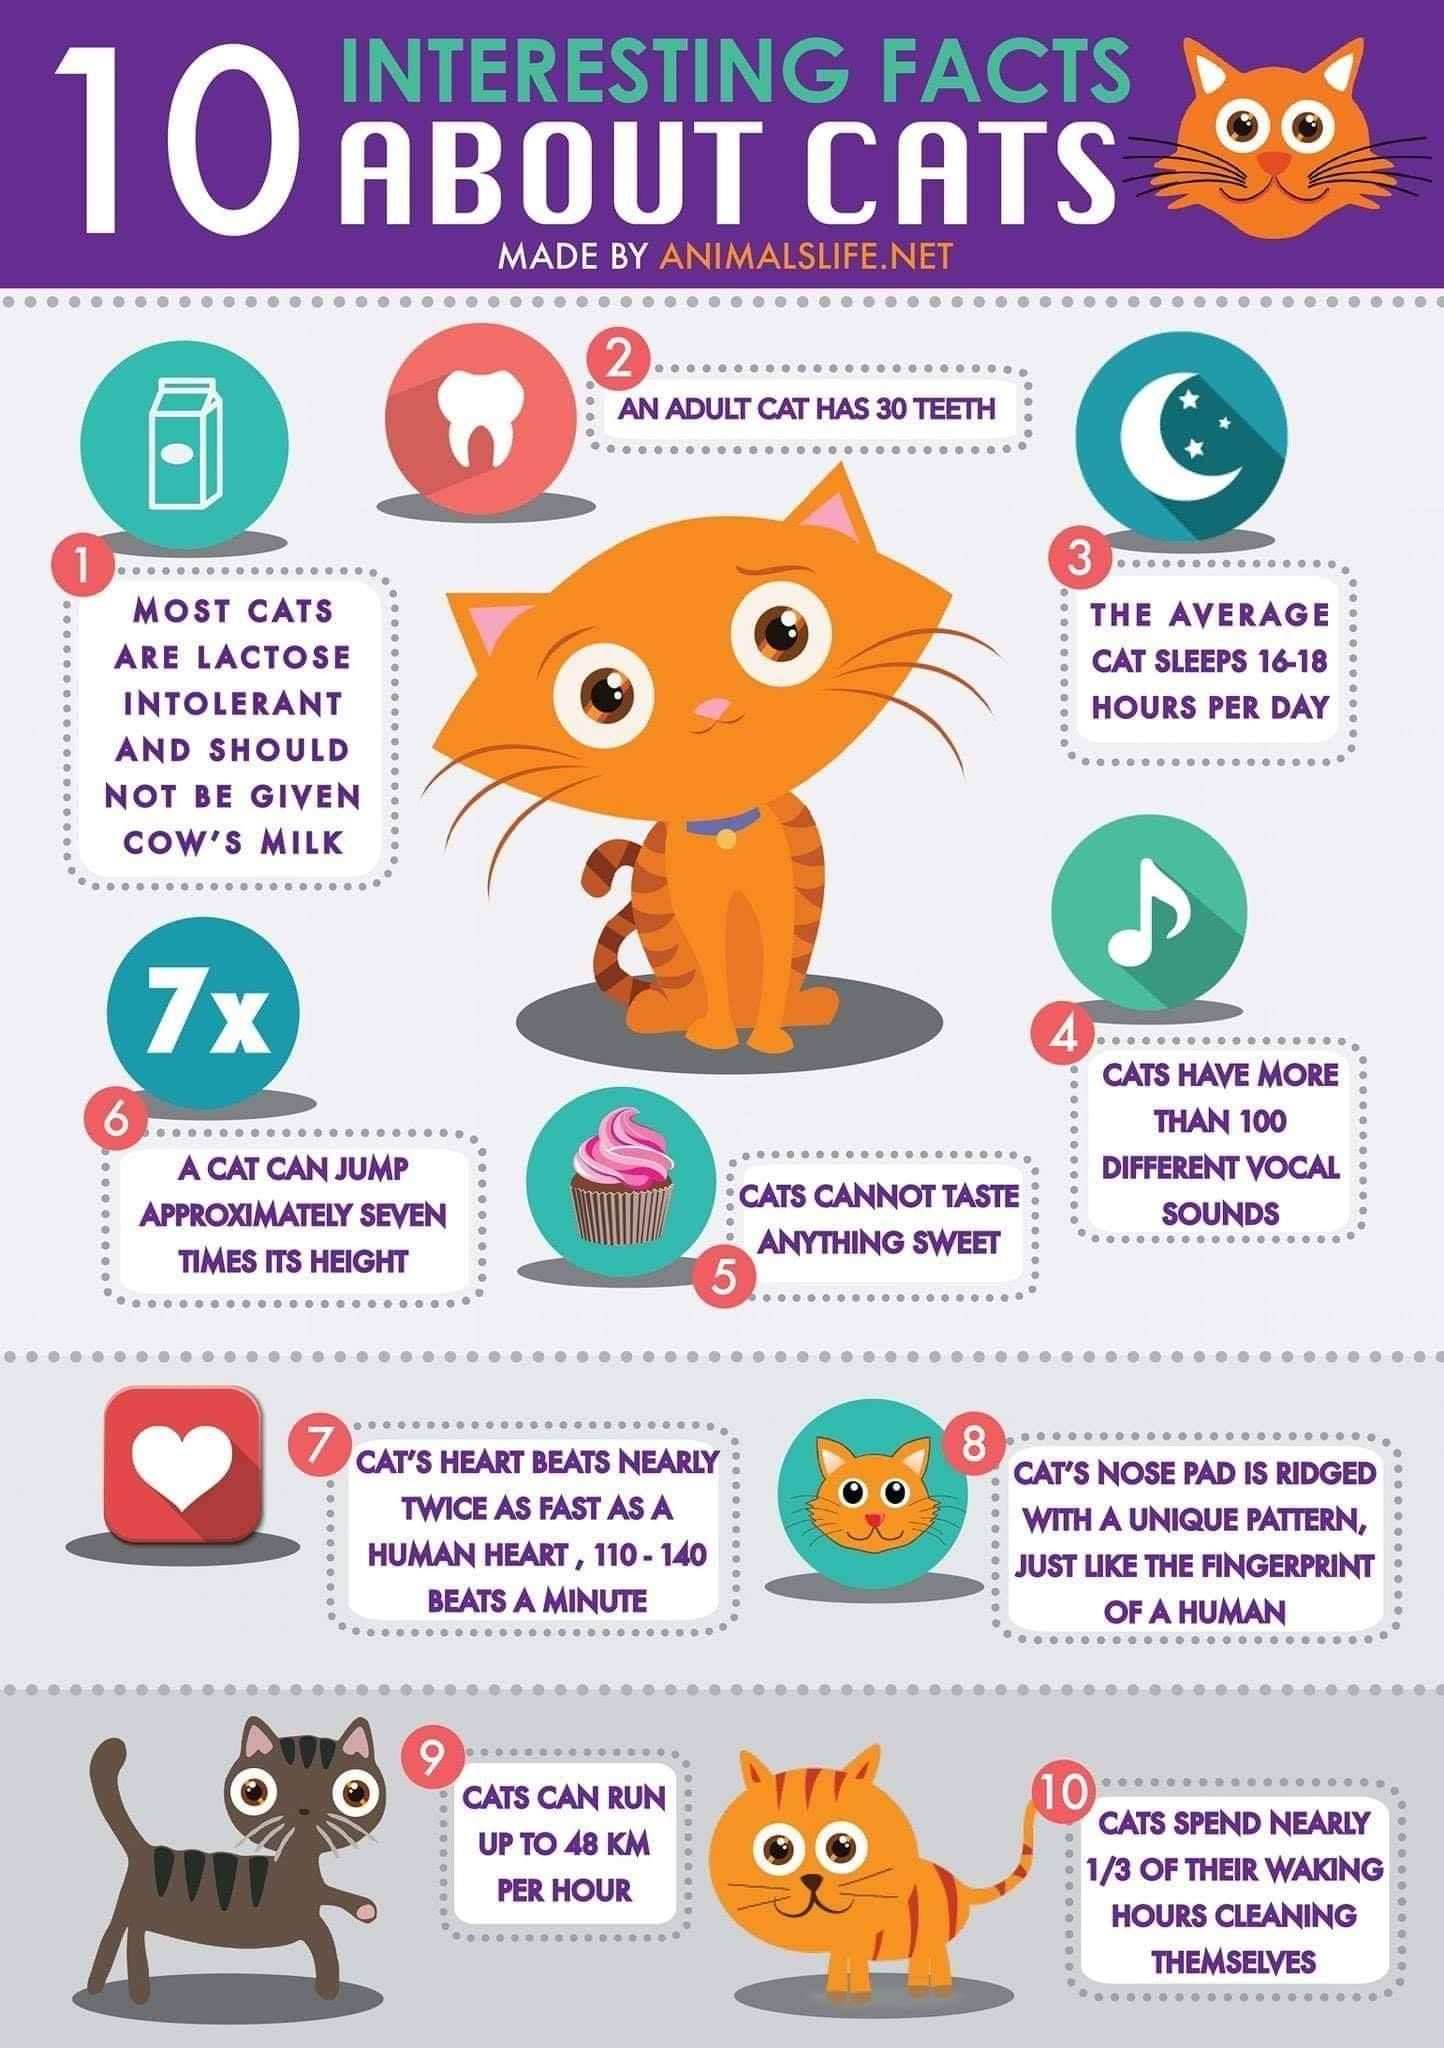 10
INTERESTING FACTS
ABOUT CATS
MADE BY ANIMALSLIFE.NET
1
MOST CATS
ARE LACTOSE
INTOLERANT
AND SHOULD
NOT BE GIVEN
COW'S MILK
2
AN ADULT CAT HAS 30 TEETH
3
THE AVERAGE
CAT SLEEPS 16-18
HOURS PER DAY
4
CATS HAVE MORE
THAN 100
DIFFERENT VOCAL
SOUNDS
5
CATS CANNOT TASTE
ANYTHING SWEET
7x
6
A CAT CAN JUMP
APPROXIMATELY SEVEN
TIMES ITS HEIGHT
7
CAT'S HEART BEATS NEARLY
TWICE AS FAST AS A
HUMAN HEART , 110 - 140
BEATS A MINUTE
8
CAT'S NOSE PAD IS RIDGED
WITH A UNIQUE PATTERN,
JUST LIKE THE FINGERPRINT
OF A HUMAN
9
CATS CAN RUN
UP TO 48 KM
PER HOUR
10
CATS SPEND NEARLY
1/3 OF THEIR WAKING
HOURS CLEANING
THEMSELVES